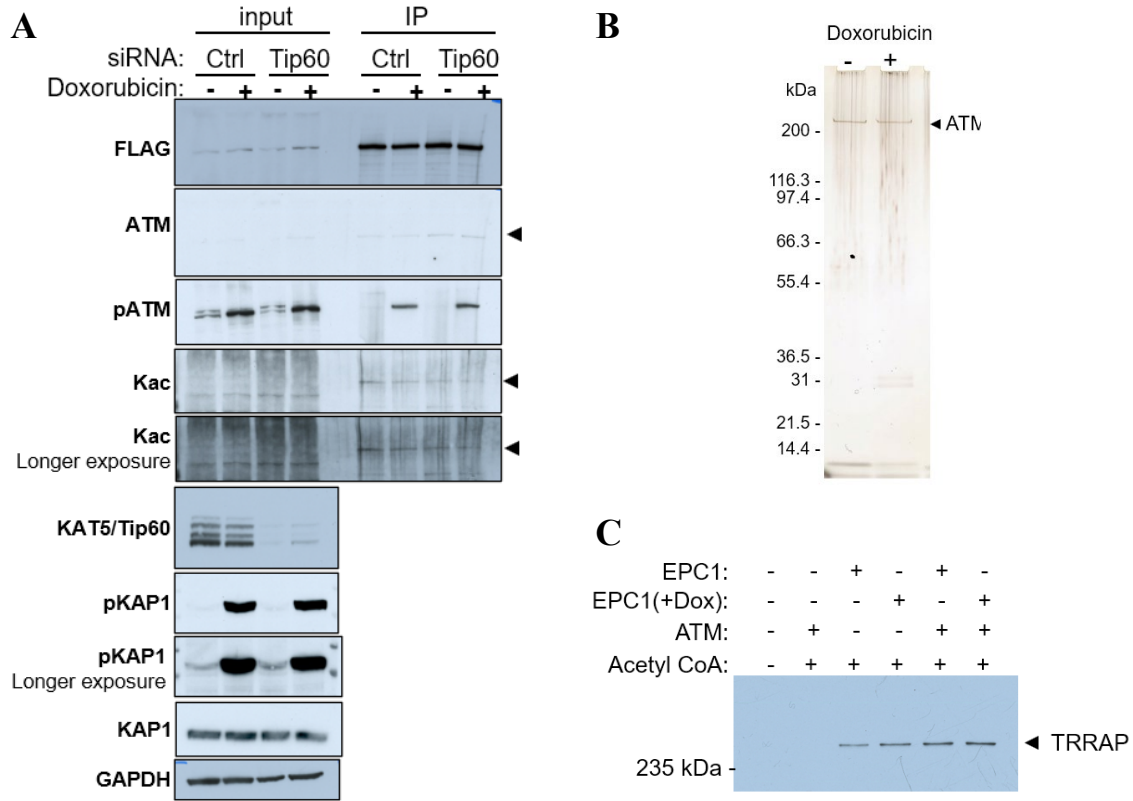 A
input IP
siRNA: Ctrl Tip60 Ctrl Tip60
Doxorubicin: - + - + - + - +
FLAG
ATM
pATM
Kac
Kac
Longer exposure
KAT5/Tip60
pKAP1
pKAP1
Longer exposure
KAP1
GAPDH
B
Doxorubicin
- +
kDa
200 -
ATM
116.3 -
97.4 -
66.3 -
55.4 -
36.5 -
31 -
21.5 -
14.4 -
C
EPC1: - - + - + -
EPC1(+Dox): - - - + - +
ATM: - + - - + +
Acetyl CoA: - + + + + +
TRRAP
235 kDa -